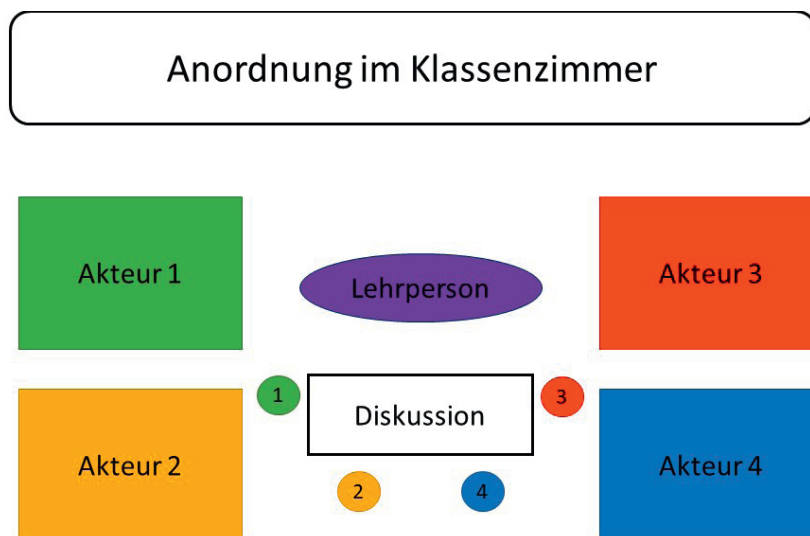 Anordnung im Klassenzimmer
Akteur 1
Lehrperson
Akteur 3
1
Diskussion
3
Akteur 2
2
4
Akteur 4